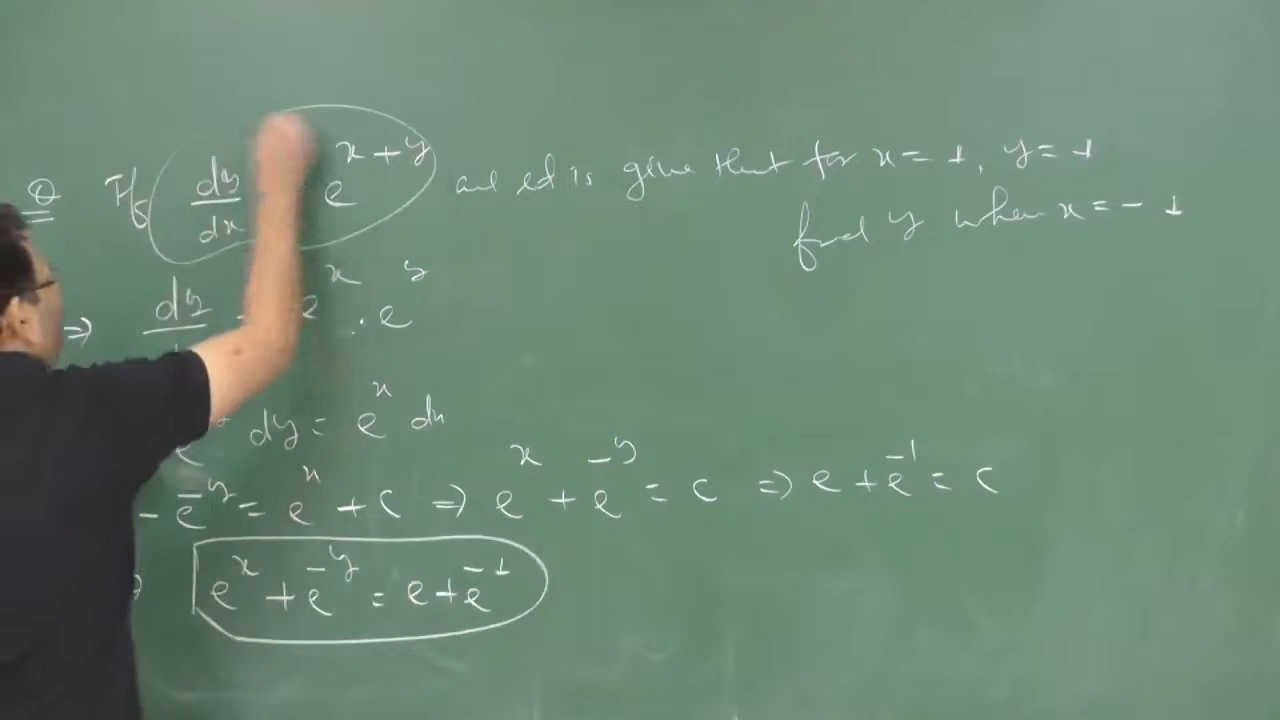 Q If dy/dx e^{x+y} and it is given that for x = 1, y = 1
find y when x = - 1
⇒ dy . e^x . e^y
dy = e^x dx
- e^{-y} = e^x + c ⇒ e^x + e^{-y} = c ⇒ e + e^{-1} = c
e^x + e^{-y} = e + e^{-1}